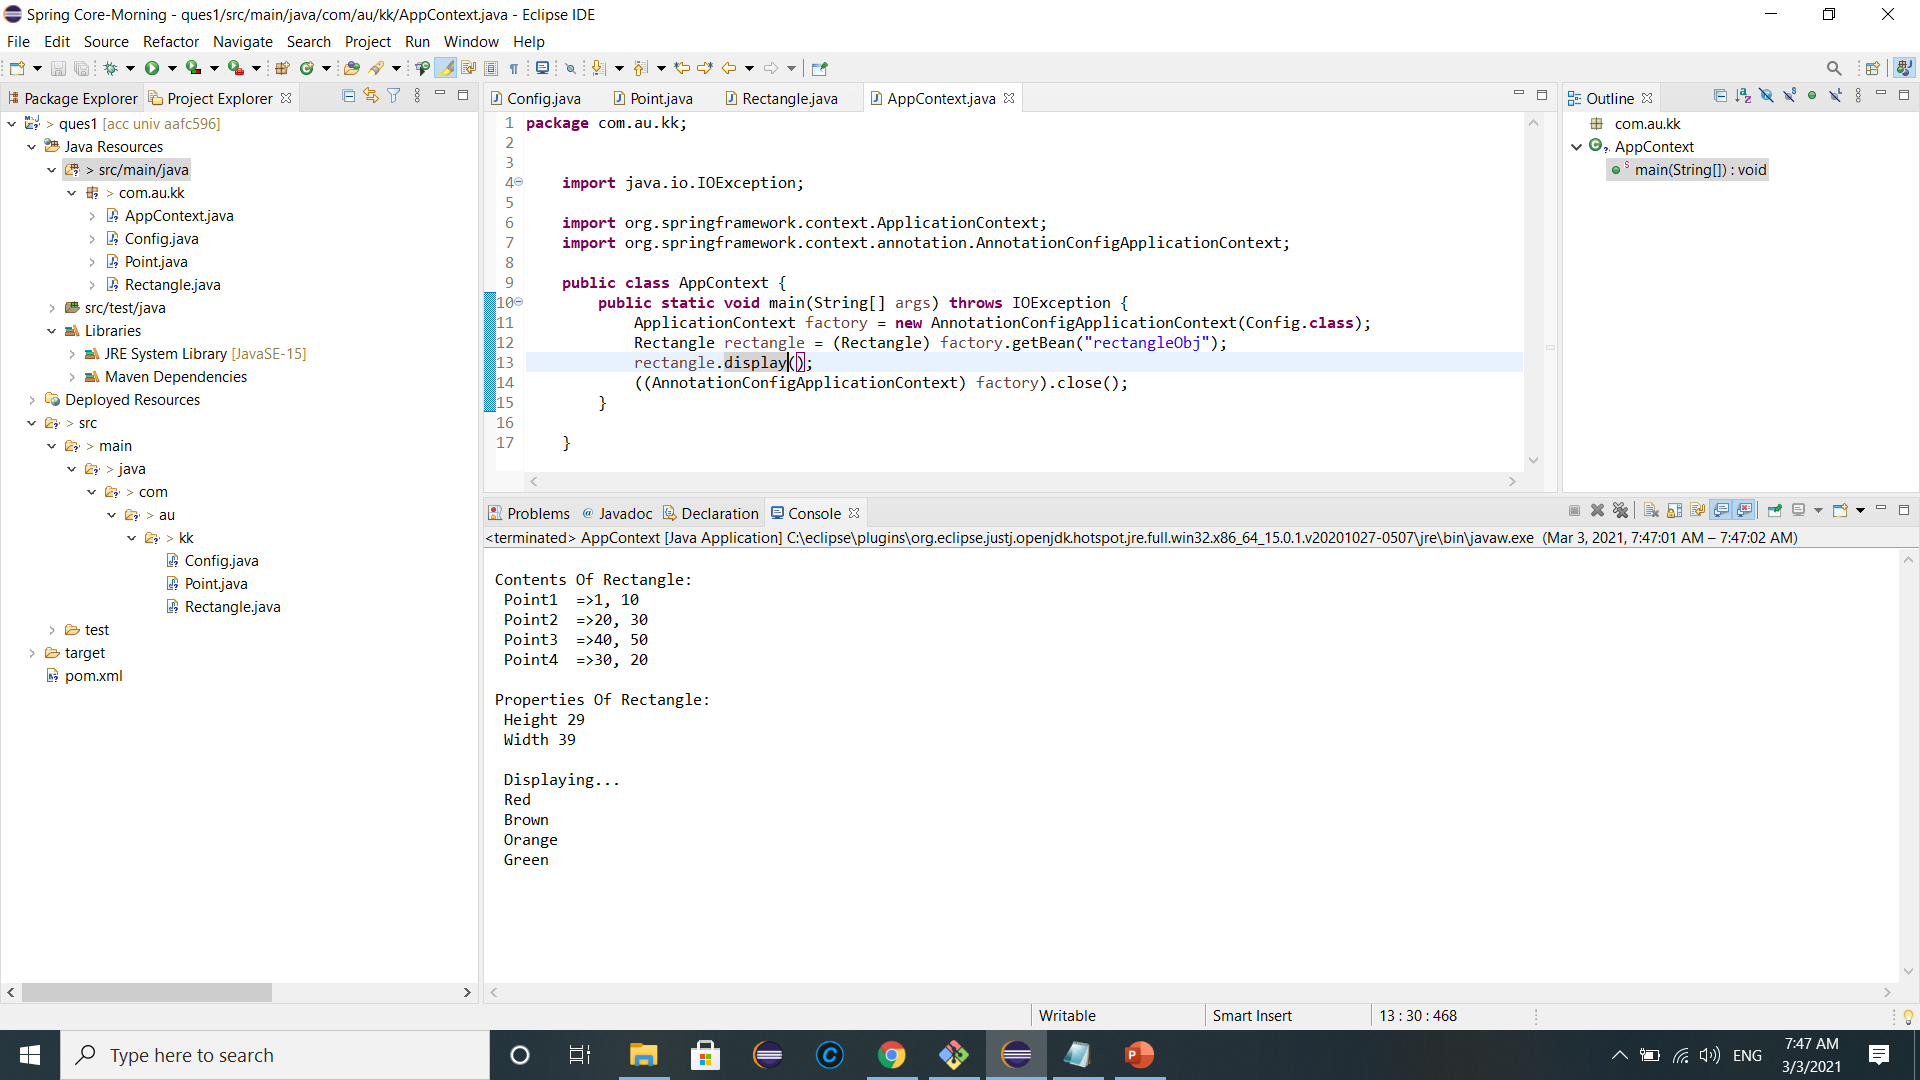 Spring Core-Morning - ques1/src/main/java/com/au/kk/AppContext.java - Eclipse IDE
File Edit Source Refactor Navigate Search Project Run Window Help
Package Explorer Project Explorer
> ques1 [acc univ aafc596]
Java Resources
> src/main/java
> com.au.kk
AppContext.java
Config.java
Point.java
Rectangle.java
src/test/java
Libraries
JRE System Library [JavaSE-15]
Maven Dependencies
Deployed Resources
> src
> main
> java
> com
> au
> kk
Config.java
Point.java
Rectangle.java
test
target
pom.xml
Config.java Point.java Rectangle.java AppContext.java
1 package com.au.kk;
2
3
4 import java.io.IOException;
5
6 import org.springframework.context.ApplicationContext;
7 import org.springframework.context.annotation.AnnotationConfigApplicationContext;
8
9 public class AppContext {
10 public static void main(String[] args) throws IOException {
11 ApplicationContext factory = new AnnotationConfigApplicationContext(Config.class);
12 Rectangle rectangle = (Rectangle) factory.getBean("rectangleObj");
13 rectangle.display();
14 ((AnnotationConfigApplicationContext) factory).close();
15 }
16
17 }
Outline
com.au.kk
AppContext
main(String[]) : void
Problems @ Javadoc Declaration Console
<terminated> AppContext [Java Application] C:\eclipse\plugins\org.eclipse.justj.openjdk.hotspot.jre.full.win32.x86_64_15.0.1.v20201027-0507\jre\bin\javaw.exe (Mar 3, 2021, 7:47:01 AM – 7:47:02 AM)
Contents Of Rectangle:
Point1 =>1, 10
Point2 =>20, 30
Point3 =>40, 50
Point4 =>30, 20
Properties Of Rectangle:
Height 29
Width 39
Displaying...
Red
Brown
Orange
Green
Writable Smart Insert 13 : 30 : 468
Type here to search
ENG
7:47 AM
3/3/2021